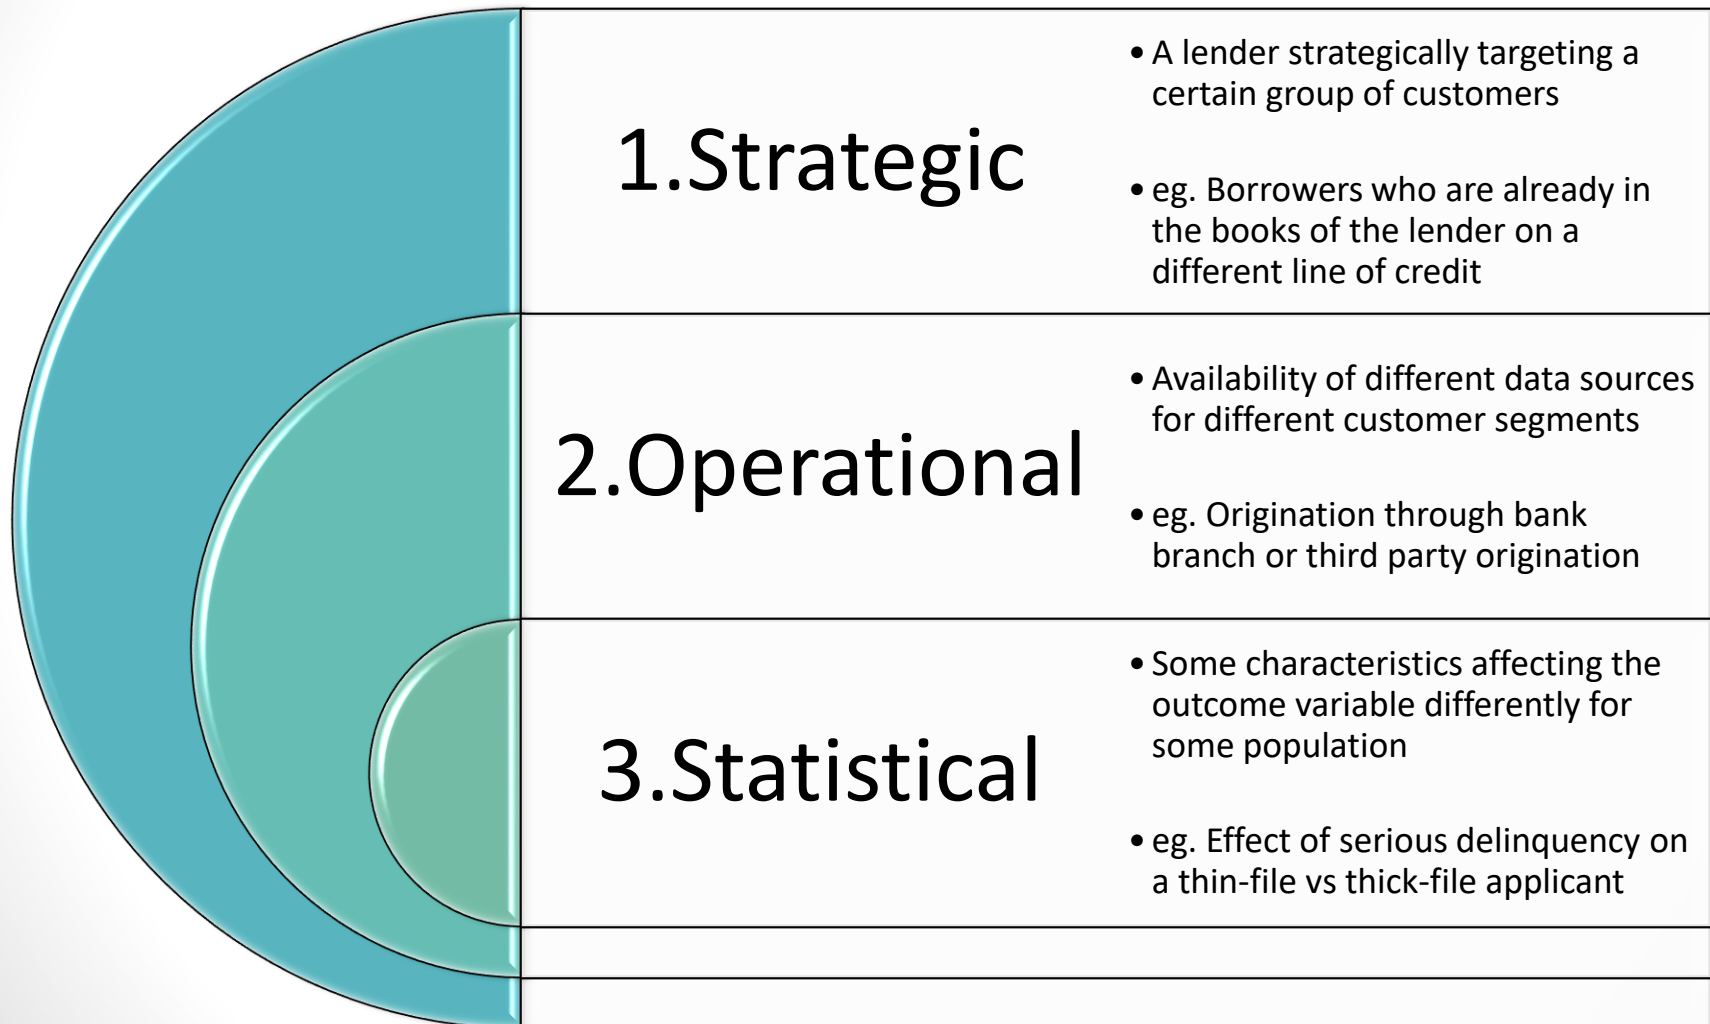 1.Strategic
• A lender strategically targeting a
certain group of customers
• eg. Borrowers who are already in
the books of the lender on a
different line of credit
2.Operational
• Availability of different data sources
for different customer segments
• eg. Origination through bank
branch or third party origination
3.Statistical
• Some characteristics affecting the
outcome variable differently for
some population
• eg. Effect of serious delinquency on
a thin-file vs thick-file applicant